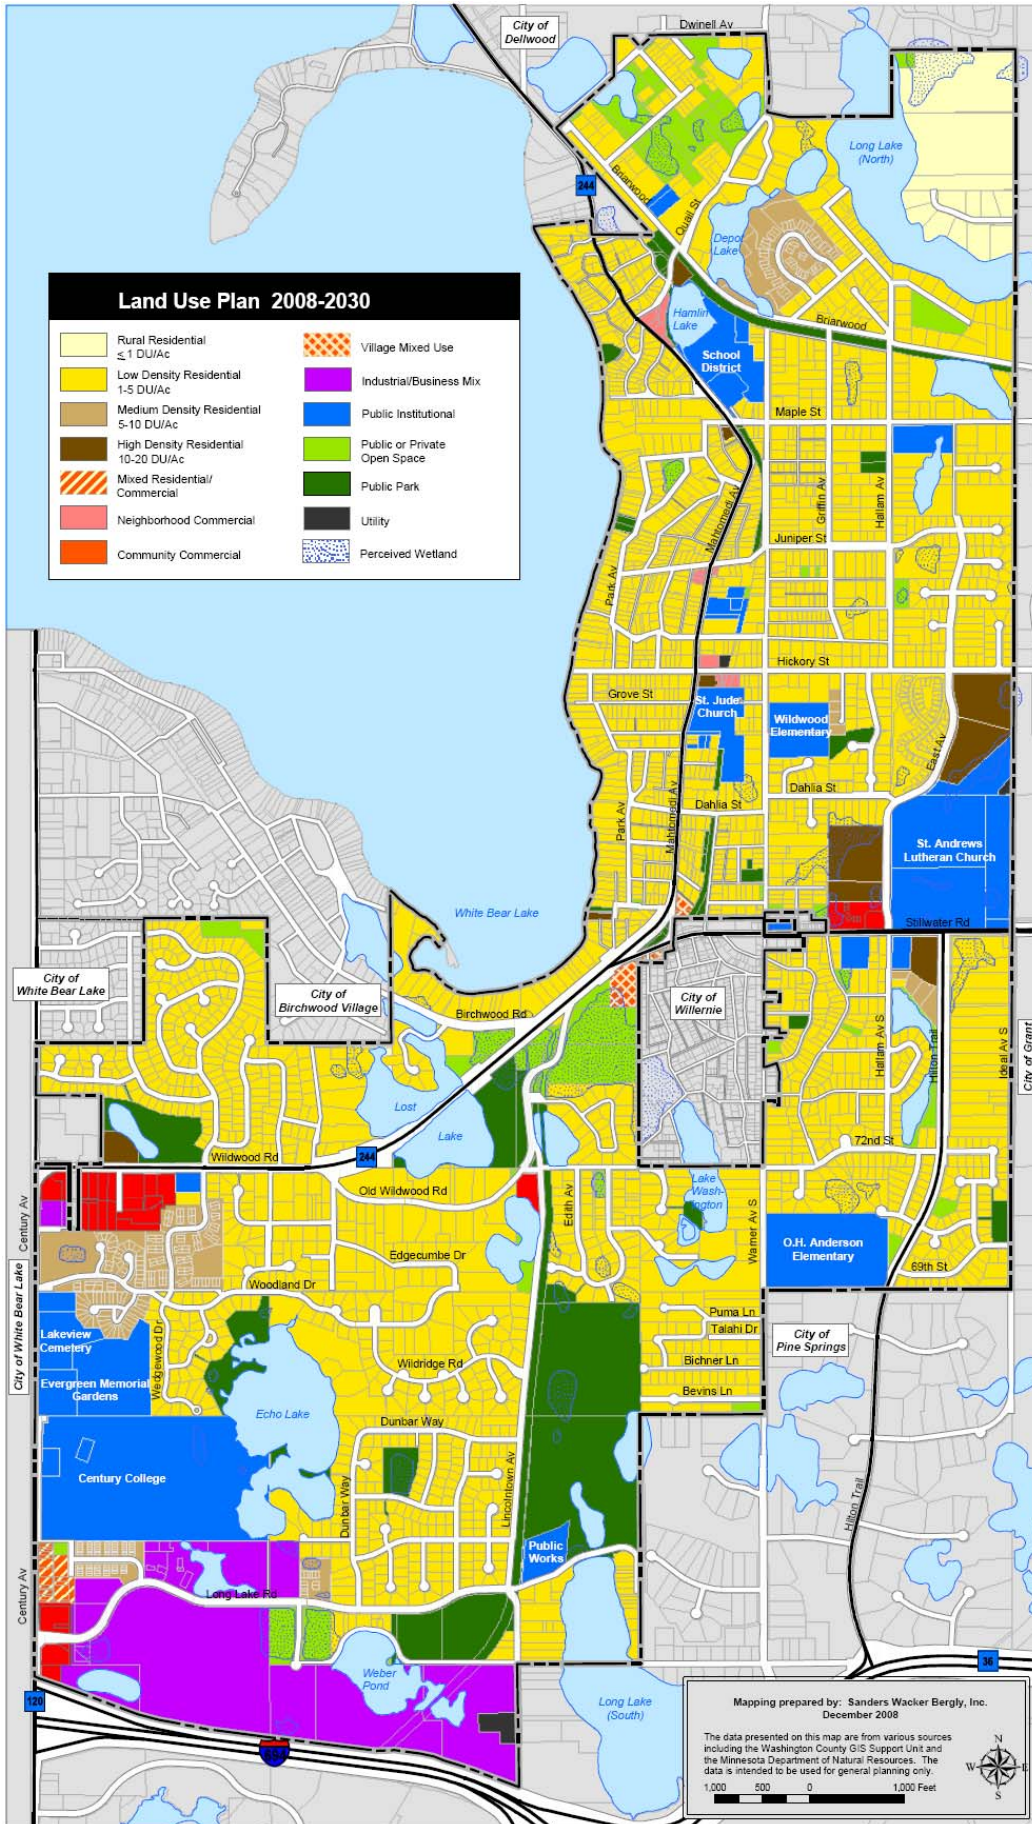 City of
Dellwood
Dwinell Av
Long Lake
(North)
244
Briarwood
Quail St
Depot
Lake
Land Use Plan 2008-2030
Rural Residential
≤ 1 DU/Ac
Low Density Residential
1-5 DU/Ac
Medium Density Residential
5-10 DU/Ac
High Density Residential
10-20 DU/Ac
Mixed Residential/
Commercial
Neighborhood Commercial
Community Commercial
Village Mixed Use
Industrial/Business Mix
Public Institutional
Public or Private
Open Space
Public Park
Utility
Perceived Wetland
Hamlin
Lake
Briarwood
School
District
Maple St
Mahtomedi Av
Griffin Av
Hallam Av
Juniper St
Park Av
Hickory St
Grove St
St. Jude
Church
Wildwood
Elementary
East Av
Dahlia St
Dahlia St
Park Av
Mahtomedi Av
St. Andrews
Lutheran Church
White Bear Lake
Stillwater Rd
City of
White Bear Lake
City of
Birchwood Village
Birchwood Rd
City of
Willernie
Hallam Av S
Hilton Trail
Ideal Av S
City of Grant
Lost
Lake
72nd St
Wildwood Rd
244
Old Wildwood Rd
Edith Av
Lake
Wash-
ington
Warner Av S
Century Av
O.H. Anderson
Elementary
Edgecumbe Dr
69th St
Woodland Dr
City of White Bear Lake
Lakeview
Cemetery
Wedgewood Dr
Puma Ln
Talahi Dr
City of
Pine Springs
Wildridge Rd
Bichner Ln
Evergreen Memorial
Gardens
Bevins Ln
Echo Lake
Dunbar Way
Century College
Dunbar Way
Lincolntown Av
Hilton Trail
Public
Works
Century Av
Long Lake Rd
Weber
Pond
36
120
Long Lake
(South)
694
Mapping prepared by: Sanders Wacker Bergly, Inc.
December 2008
The data presented on this map are from various sources
including the Washington County GIS Support Unit and
the Minnesota Department of Natural Resources. The
data is intended to be used for general planning only.
1,000 500 0 1,000 Feet
N
W E
S